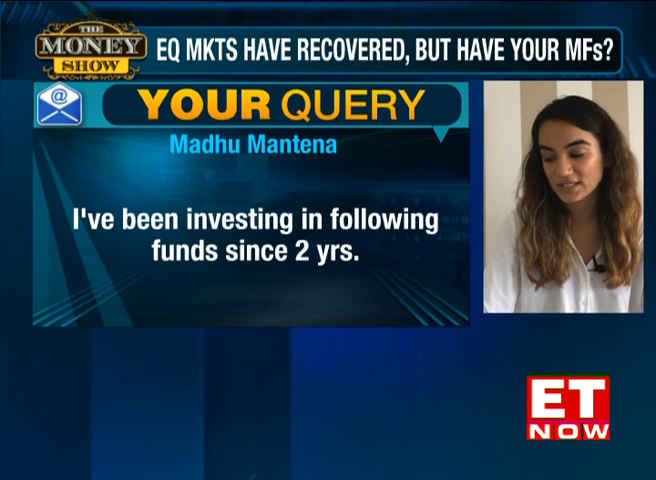 THE
MONEY
SHOW
EQ MKTS HAVE RECOVERED, BUT HAVE YOUR MFs?
@
YOUR QUERY
Madhu Mantena
I've been investing in following
funds since 2 yrs.
ET
NOW